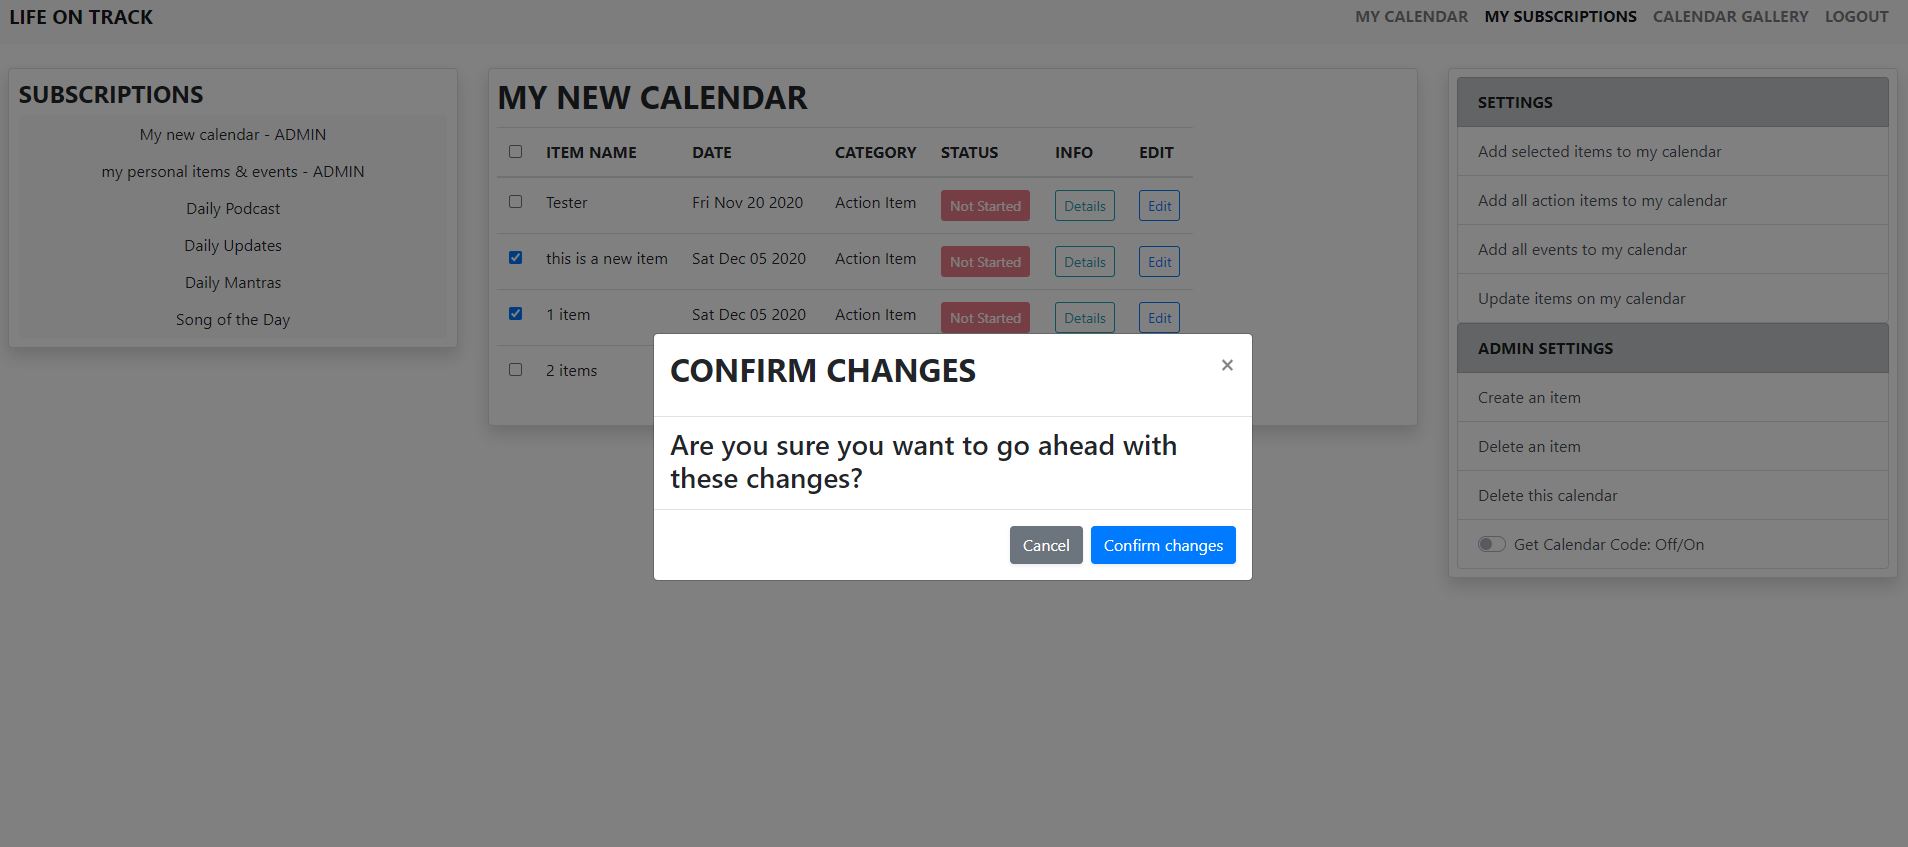 LIFE ON TRACK
MY CALENDAR MY SUBSCRIPTIONS CALENDAR GALLERY LOGOUT
SUBSCRIPTIONS
My new calendar - ADMIN
my personal items & events - ADMIN
Daily Podcast
Daily Updates
Daily Mantras
Song of the Day
MY NEW CALENDAR
ITEM NAME DATE CATEGORY STATUS INFO EDIT
Tester Fri Nov 20 2020 Action Item Not Started Details Edit
this is a new item Sat Dec 05 2020 Action Item Not Started Details Edit
1 item Sat Dec 05 2020 Action Item Not Started Details Edit
2 items
CONFIRM CHANGES ×
Are you sure you want to go ahead with
these changes?
Cancel Confirm changes
SETTINGS
Add selected items to my calendar
Add all action items to my calendar
Add all events to my calendar
Update items on my calendar
ADMIN SETTINGS
Create an item
Delete an item
Delete this calendar
Get Calendar Code: Off/On